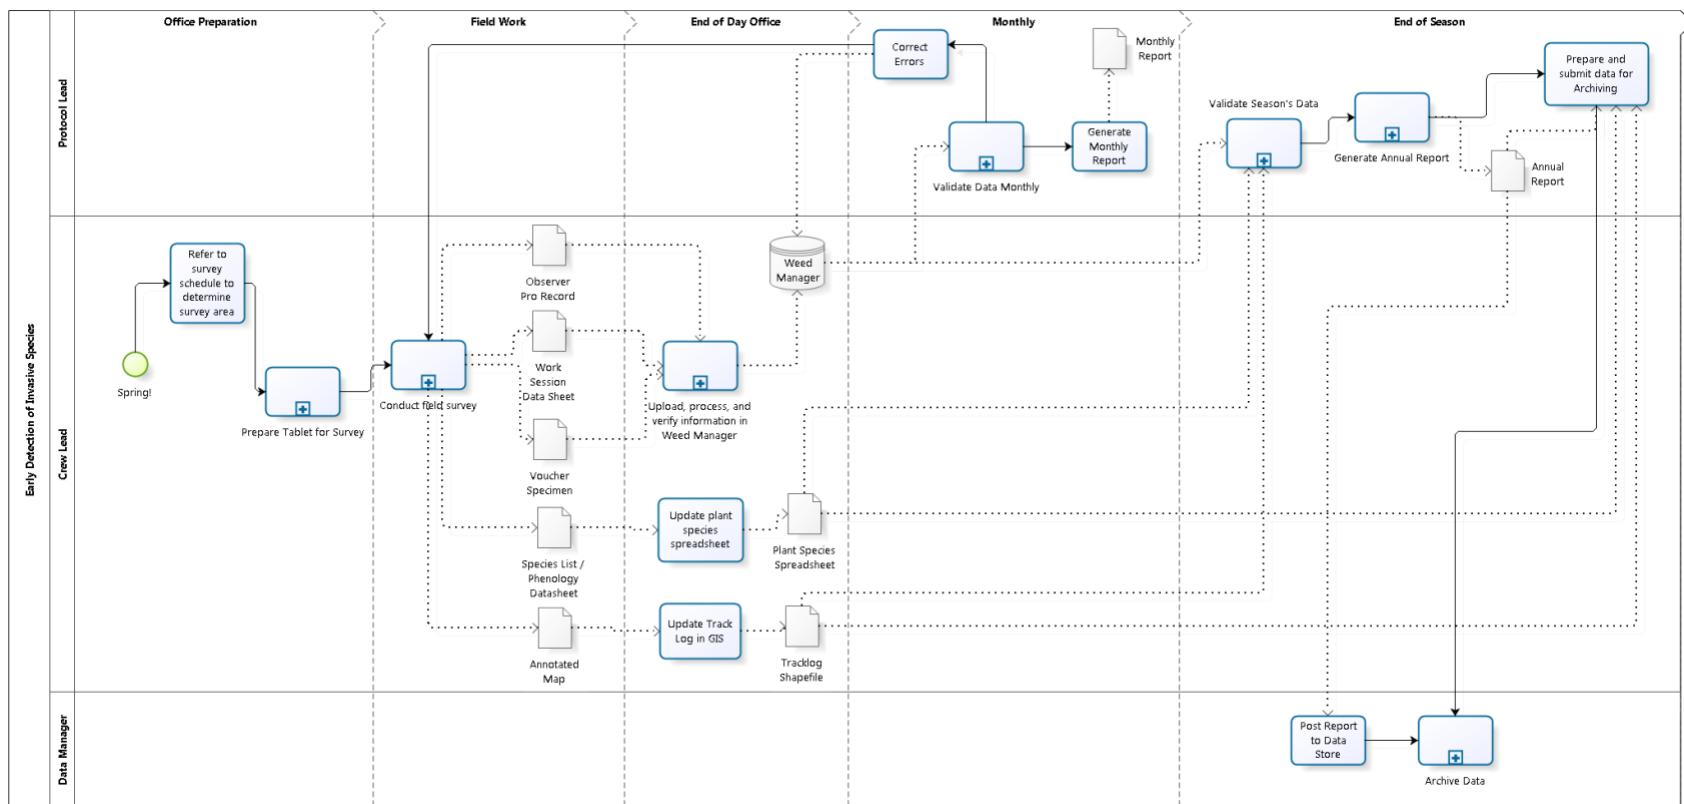 Office Preparation
Field Work
End of Day Office
Monthly
End of Season
Early Detection of Invasive Species
Protocol Lead
Correct
Errors
Monthly
Report
Validate Data Monthly
Generate
Monthly
Report
Validate Season's Data
Generate Annual Report
Prepare and
submit data for
Archiving
Annual
Report
Crew Lead
Spring!
Refer to
survey
schedule to
determine
survey area
Prepare Tablet for Survey
Conduct field survey
Observer
Pro Record
Work
Session
Data Sheet
Voucher
Specimen
Species List /
Phenology
Datasheet
Annotated
Map
Upload, process, and
verify information in
Weed Manager
Weed
Manager
Update plant
species
spreadsheet
Plant Species
Spreadsheet
Update Track
Log in GIS
Tracklog
Shapefile
Data Manager
Post Report
to Data
Store
Archive Data